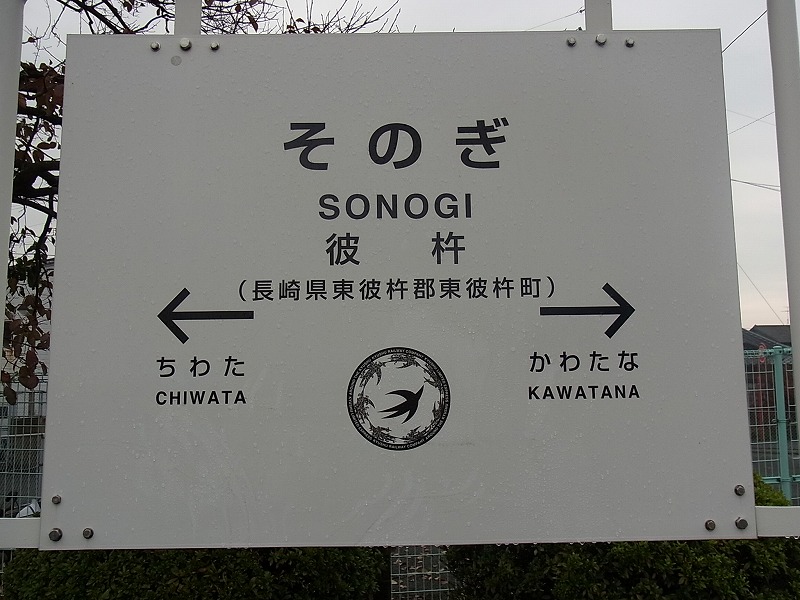 そのぎ
SONOGI
彼 杵
(長崎県東彼杵郡東彼杵町)
ちわた
CHIWATA
かわたな
KAWATANA